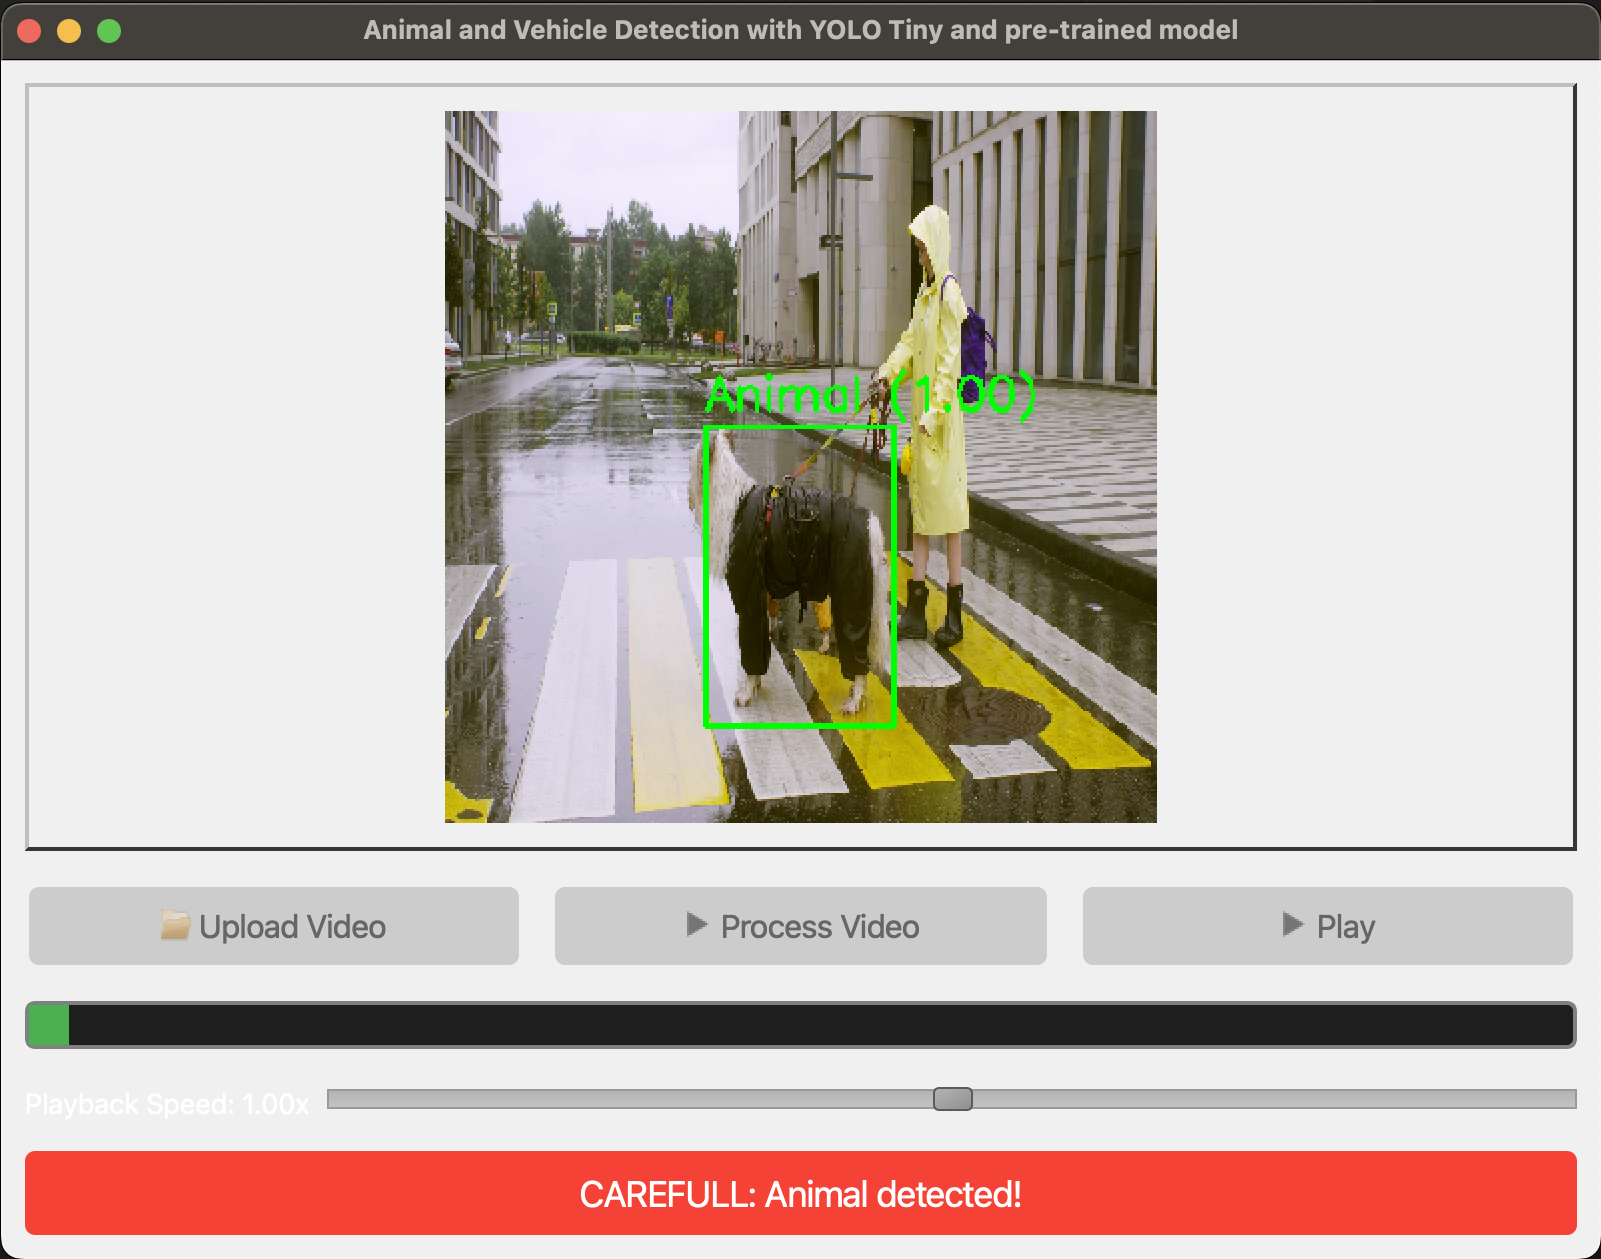 Animal and Vehicle Detection with YOLO Tiny and pre-trained model
Animal (1.00)
Upload Video
Process Video
Play
Playback Speed: 1.00x
CAREFULL: Animal detected!